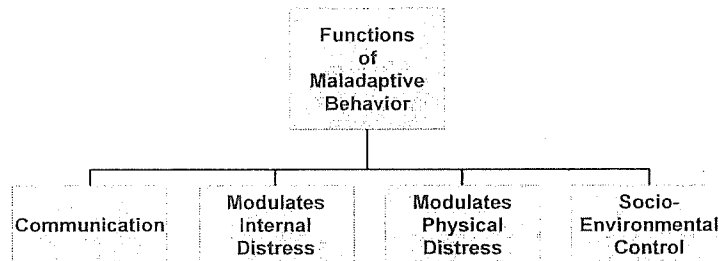 Functions
of
Maladaptive
Behavior
Communication
Modulates
Internal
Distress
Modulates
Physical
Distress
Socio-
Environmental
Control